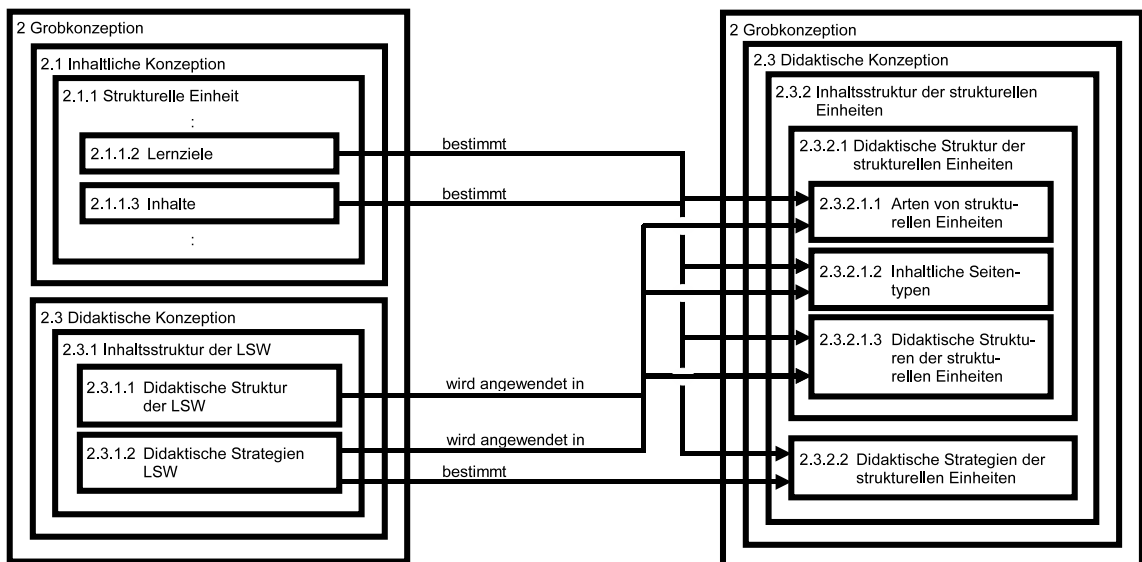 2 Grobkonzeption
2.1 Inhaltliche Konzeption
2.1.1 Strukturelle Einheit
:
2.1.1.2 Lernziele
2.1.1.3 Inhalte
:
2.3 Didaktische Konzeption
2.3.1 Inhaltsstruktur der LSW
2.3.1.1 Didaktische Struktur
der LSW
2.3.1.2 Didaktische Strategien
LSW
bestimmt
bestimmt
wird angewendet in
wird angewendet in
bestimmt
2 Grobkonzeption
2.3 Didaktische Konzeption
2.3.2 Inhaltsstruktur der strukturellen
Einheiten
2.3.2.1 Didaktische Struktur der
strukturellen Einheiten
2.3.2.1.1 Arten von struktu-
rellen Einheiten
2.3.2.1.2 Inhaltliche Seiten-
typen
2.3.2.1.3 Didaktische Struktu-
ren der struktu-
rellen Einheiten
2.3.2.2 Didaktische Strategien der
strukturellen Einheiten